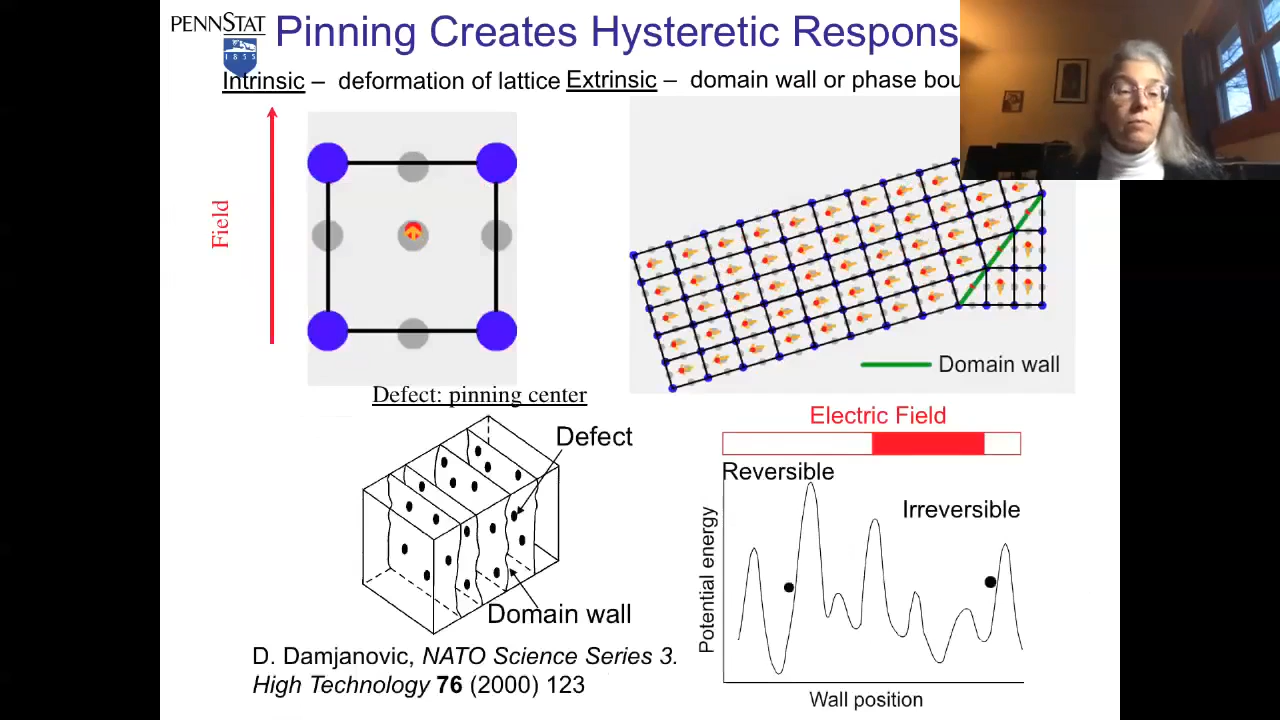 PENNSTAT
1855
Pinning Creates Hysteretic Respons
Intrinsic – deformation of lattice
Extrinsic – domain wall or phase bou
Field
Domain wall
Defect: pinning center
Defect
Domain wall
Electric Field
Reversible
Irreversible
Potential energy
Wall position
D. Damjanovic, NATO Science Series 3.
High Technology 76 (2000) 123